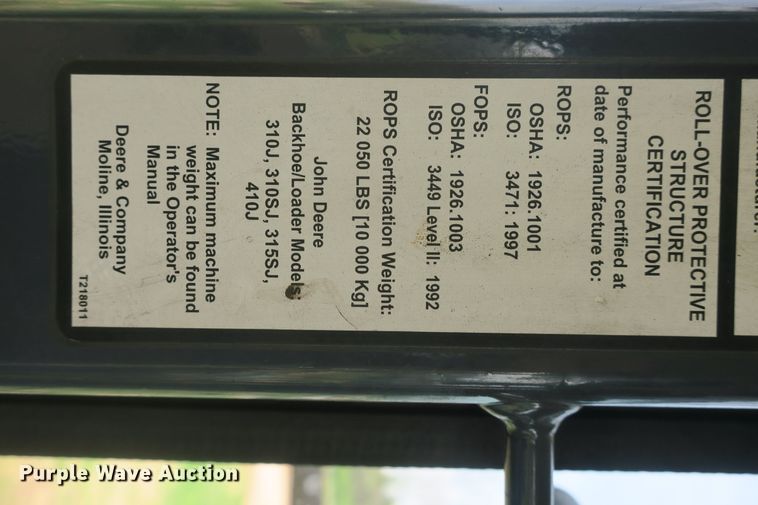 ROLL-OVER PROTECTIVE
STRUCTURE
CERTIFICATION
Performance certified at
date of manufacture to:
ROPS:
OSHA: 1926.1001
ISO: 3471: 1997
FOPS:
OSHA: 1926.1003
ISO: 3449 Level II: 1992
ROPS Certification Weight:
22 050 LBS [10 000 Kg]
John Deere
Backhoe/Loader Models:
310J, 310SJ, 315SJ,
410J
NOTE: Maximum machine
weight can be found
in the Operator's
Manual
Deere & Company
Moline, Illinois
T218011
Purple Wave Auction